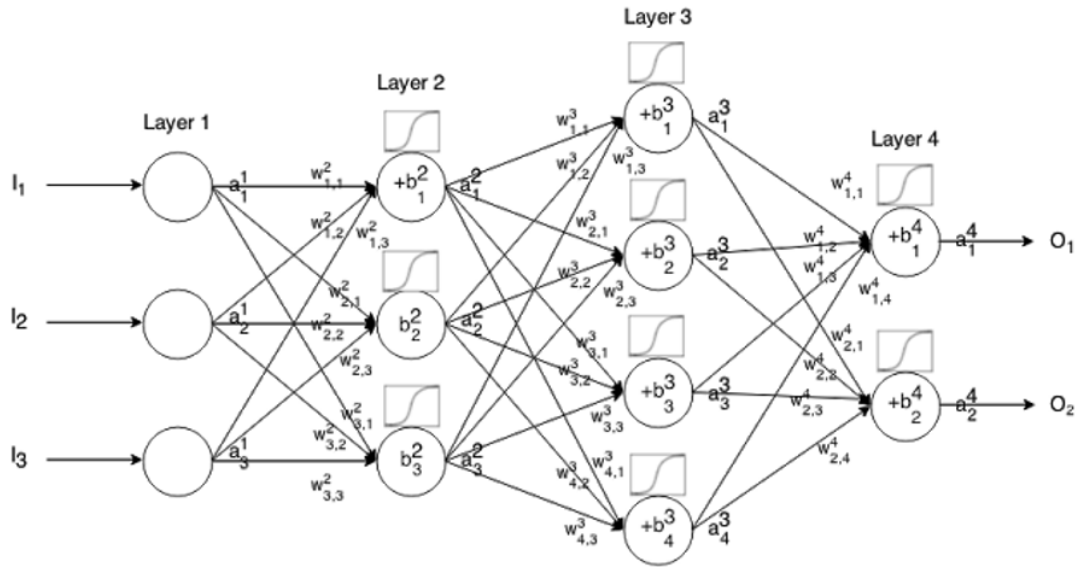 Layer 1
Layer 2
Layer 3
Layer 4
I₁
I₂
I₃
a¹₁
a¹₂
a¹₃
w²₁,₁
w²₁,₂
w²₁,₃
w²₂,₁
w²₂,₂
w²₂,₃
w²₃,₁
w²₃,₂
w²₃,₃
+b²₁
b²₂
b²₃
a²₁
a²₂
a²₃
w³₁,₁
w³₁,₂
w³₁,₃
w³₂,₁
w³₂,₂
w³₂,₃
w³₃,₁
w³₃,₂
w³₃,₃
w³₄,₁
w³₄,₂
w³₄,₃
+b³₁
+b³₂
+b³₃
+b³₄
a³₁
a³₂
a³₃
a³₄
w⁴₁,₁
w⁴₁,₂
w⁴₁,₃
w⁴₁,₄
w⁴₂,₁
w⁴₂,₂
w⁴₂,₃
w⁴₂,₄
+b⁴₁
+b⁴₂
a⁴₁
a⁴₂
O₁
O₂